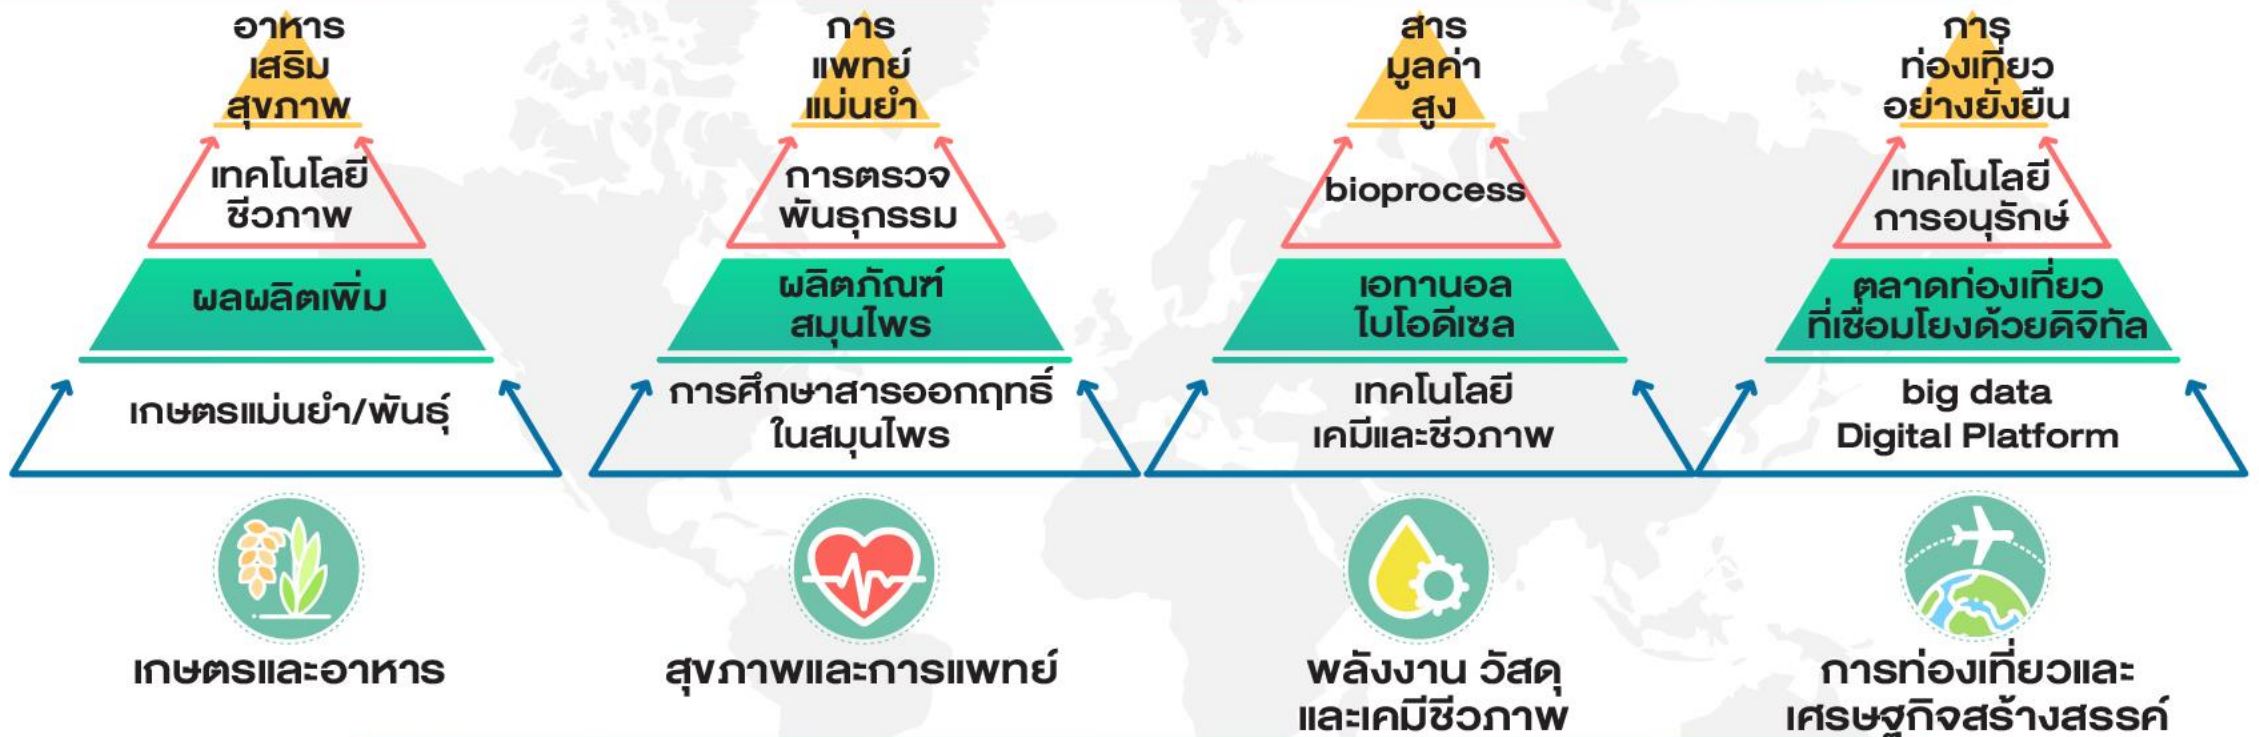 อาหาร
เสริม
สุขภาพ
เทคโนโลยี
ชีวภาพ
ผลผลิตเพิ่ม
เกษตรแม่นยำ/พันธุ์
เกษตรและอาหาร
การ
แพทย์
แม่นยำ
การตรวจ
พันธุกรรม
ผลิตภัณฑ์
สมุนไพร
การศึกษาสารออกฤทธิ์
ในสมุนไพร
สุขภาพและการแพทย์
สาร
มูลค่า
สูง
bioprocess
เอทานอล
ไบโอดีเซล
เทคโนโลยี
เคมีและชีวภาพ
พลังงาน วัสดุ
และเคมีชีวภาพ
การ
ท่องเที่ยว
อย่างยั่งยืน
เทคโนโลยี
การอนุรักษ์
ตลาดท่องเที่ยว
ที่เชื่อมโยงด้วยดิจิทัล
big data
Digital Platform
การท่องเที่ยวและ
เศรษฐกิจสร้างสรรค์